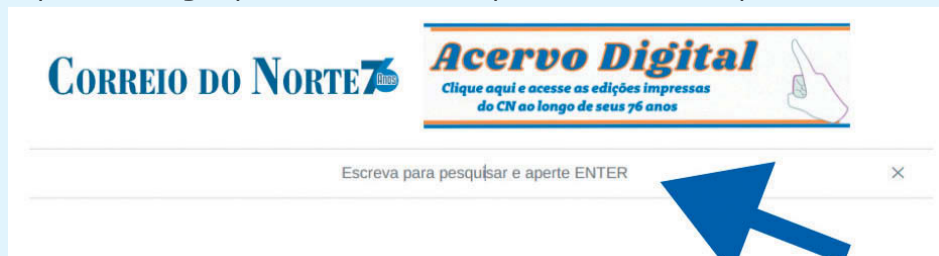 CORREIO DO NORTE 76 Anos
Acervo Digital
Clique aqui e acesse as edições impressas
do CN ao longo de seus 76 anos
Escreva para pesquisar e aperte ENTER ×